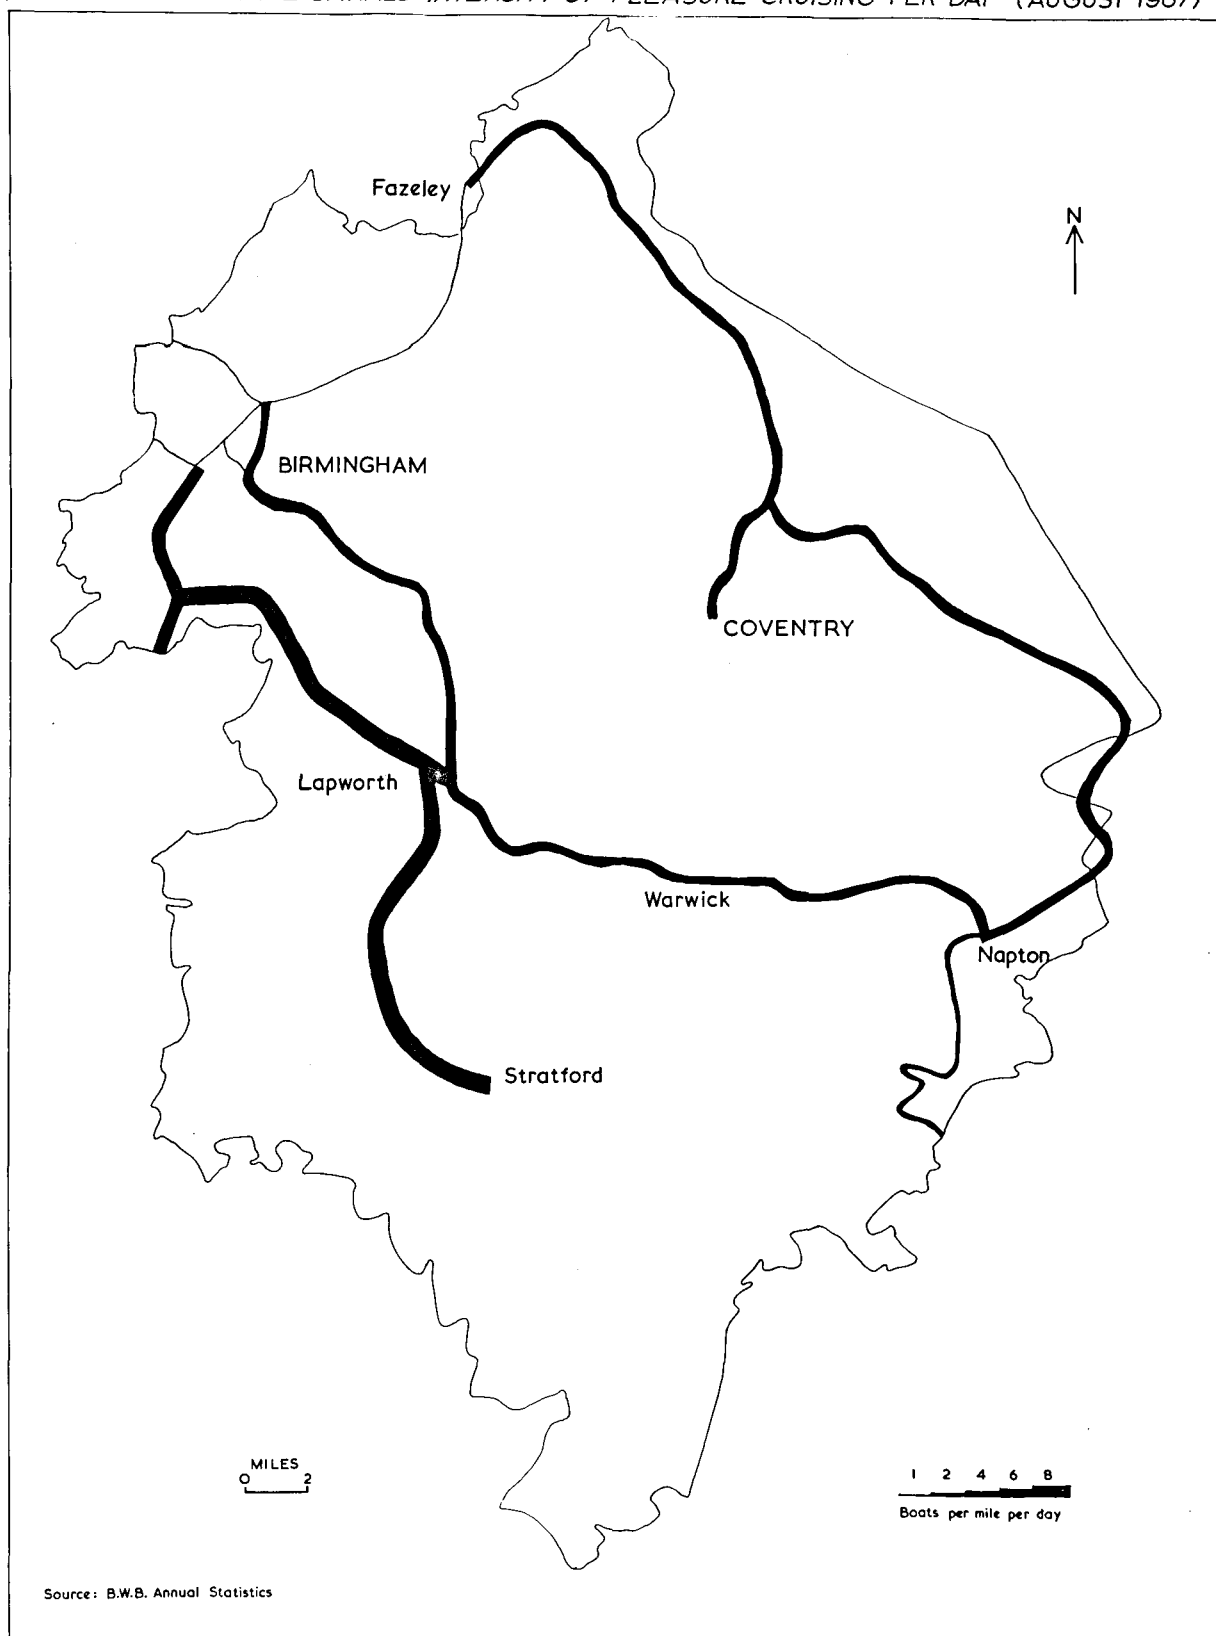 INTENSITY OF PLEASURE CRUISING PER DAY (AUGUST 1967)
Fazeley
N
BIRMINGHAM
COVENTRY
Lapworth
Warwick
Napton
Stratford
MILES
0 2
1 2 4 6 8
Boats per mile per day
Source: B.W.B. Annual Statistics